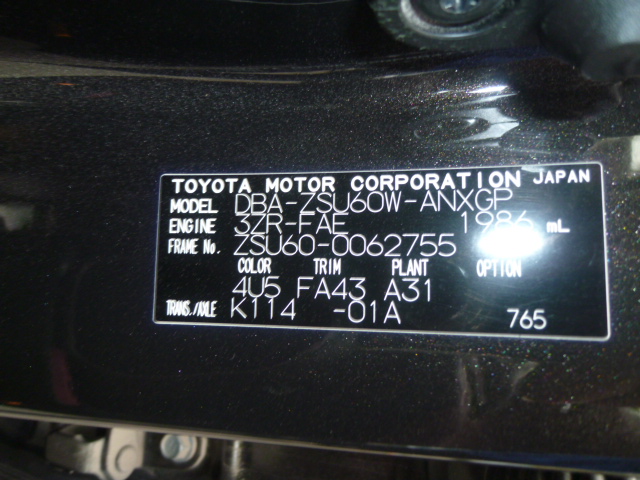 TOYOTA MOTOR CORPORATION JAPAN
MODEL DBA-ZSU60W-ANXGP
ENGINE 3ZR-FAE 1986 mL
FRAME No. ZSU60-0062755
COLOR TRIM PLANT OPTION
4U5 FA43 A31
TRANS./AXLE K114 -01A 765